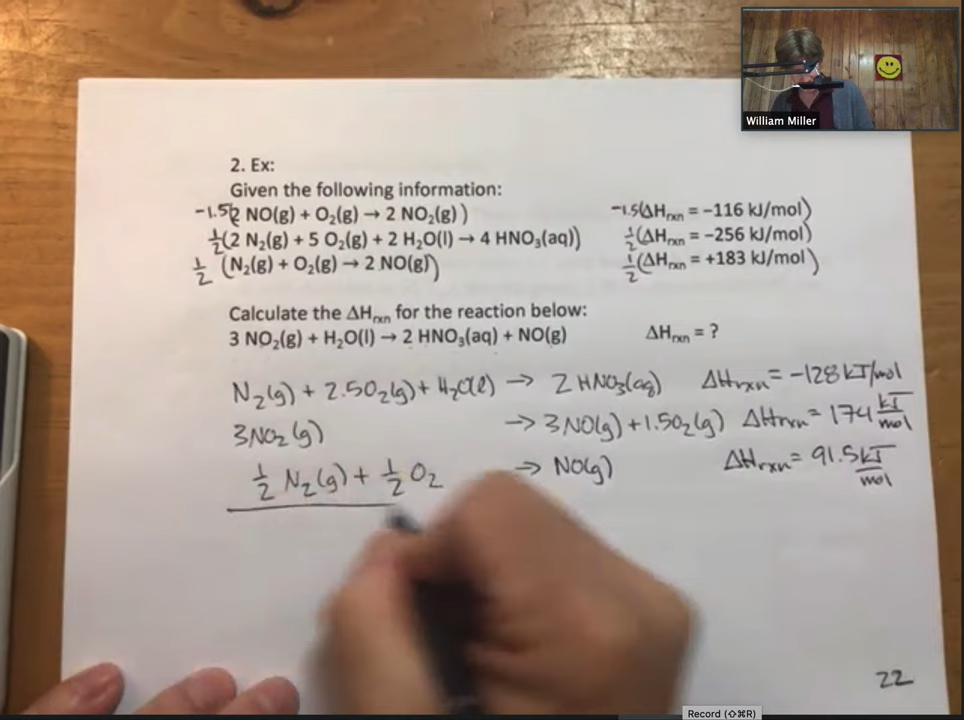 William Miller
2. Ex:
Given the following information:
-1.5(2 NO(g) + O₂(g) → 2 NO₂(g)) -1.5(ΔHrxn = −116 kJ/mol)
½(2 N₂(g) + 5 O₂(g) + 2 H₂O(l) → 4 HNO₃(aq)) ½(ΔHrxn = −256 kJ/mol)
½(N₂(g) + O₂(g) → 2 NO(g)) ½(ΔHrxn = +183 kJ/mol)
Calculate the ΔHrxn for the reaction below:
3 NO₂(g) + H₂O(l) → 2 HNO₃(aq) + NO(g) ΔHrxn = ?
N₂(g) + 2.5O₂(g) + H₂O(l) → 2 HNO₃(aq) ΔHrxn = -128 kJ/mol
3NO₂(g) → 3NO(g) + 1.5O₂(g) ΔHrxn = 174 kJ/mol
½ N₂(g) + ½ O₂ → NO(g) ΔHrxn = 91.5 kJ/mol
22
Record (⇧⌘R)